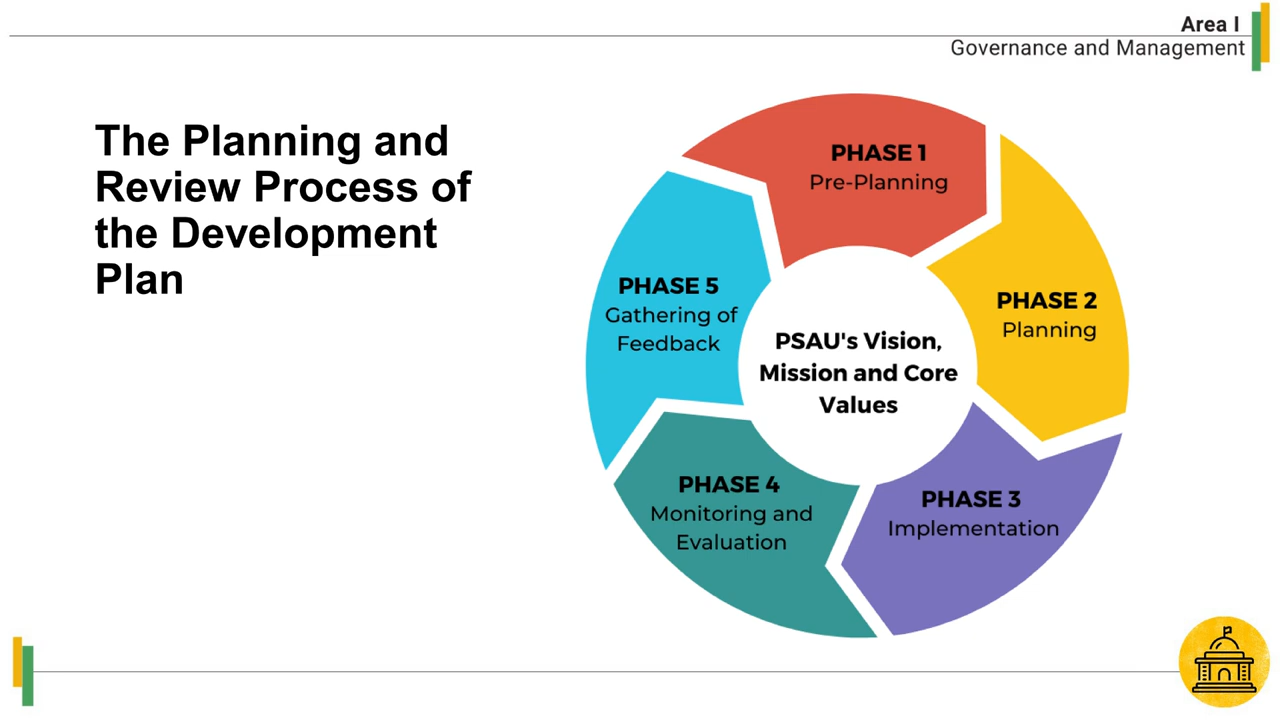 Area I
Governance and Management
The Planning and
Review Process of
the Development
Plan
PHASE 1
Pre-Planning
PHASE 2
Planning
PHASE 3
Implementation
PHASE 4
Monitoring and
Evaluation
PHASE 5
Gathering of
Feedback
PSAU's Vision,
Mission and Core
Values